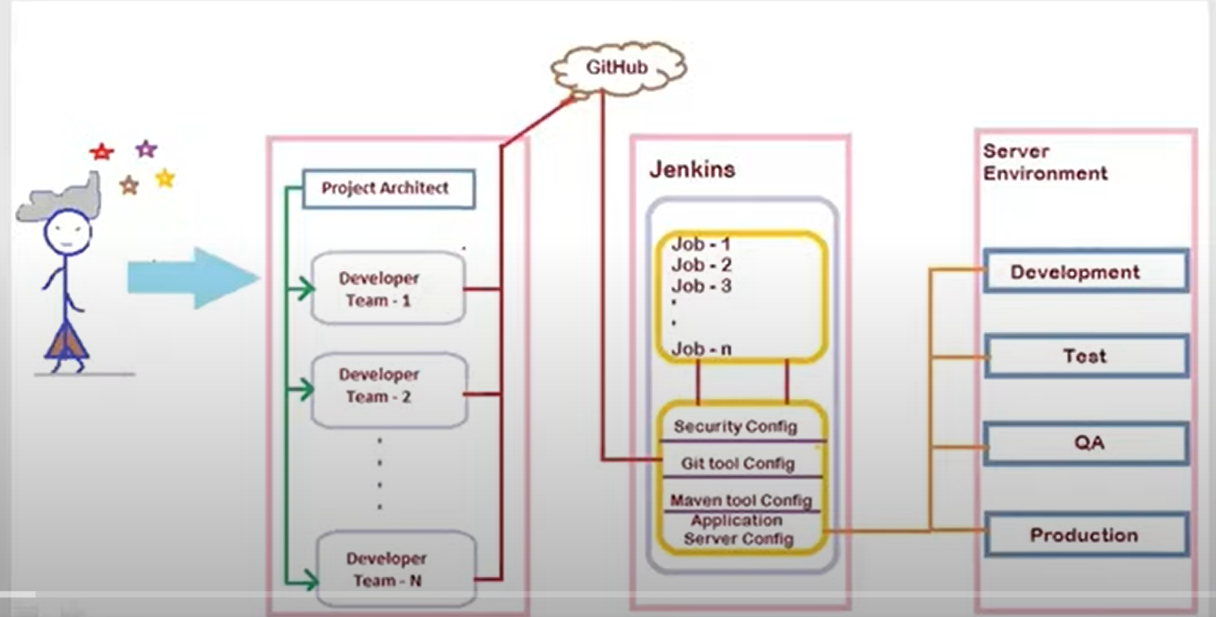 GitHub
Project Architect
Developer
Team - 1
Developer
Team - 2
Developer
Team - N
Jenkins
Job - 1
Job - 2
Job - 3
Job - n
Security Config
Git tool Config
Maven tool Config
Application
Server Config
Server
Environment
Development
Test
QA
Production